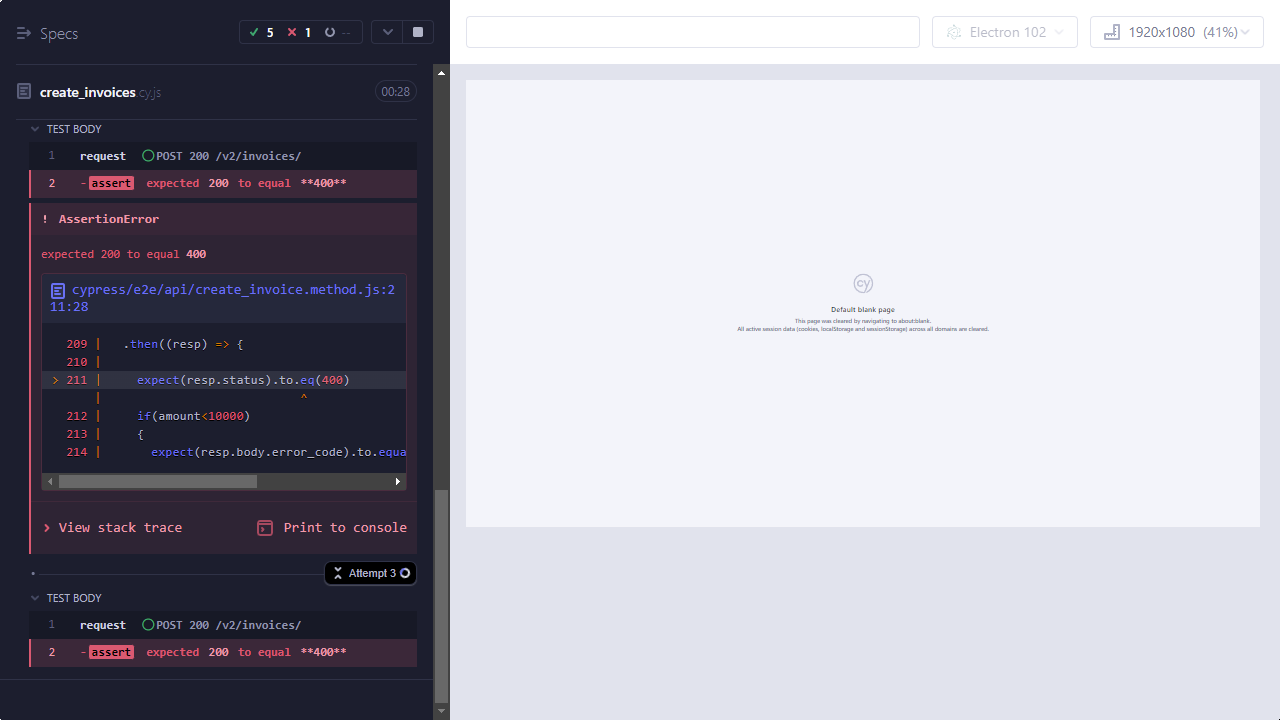 Specs
5 1 --
Electron 102
1920x1080 (41%)
create_invoices.cy.js
00:28
TEST BODY
1 request POST 200 /v2/invoices/
2 -assert expected 200 to equal **400**
! AssertionError
expected 200 to equal 400
cypress/e2e/api/create_invoice.method.js:2
11:28
209 | .then((resp) => {
210 |
> 211 | expect(resp.status).to.eq(400)
| ^
212 | if(amount<10000)
213 | {
214 | expect(resp.body.error_code).to.equa
View stack trace
Print to console
Attempt 3
TEST BODY
1 request POST 200 /v2/invoices/
2 -assert expected 200 to equal **400**
cy
Default blank page
This page was cleared by navigating to about:blank.
All active session data (cookies, localStorage and sessionStorage) across all domains are cleared.